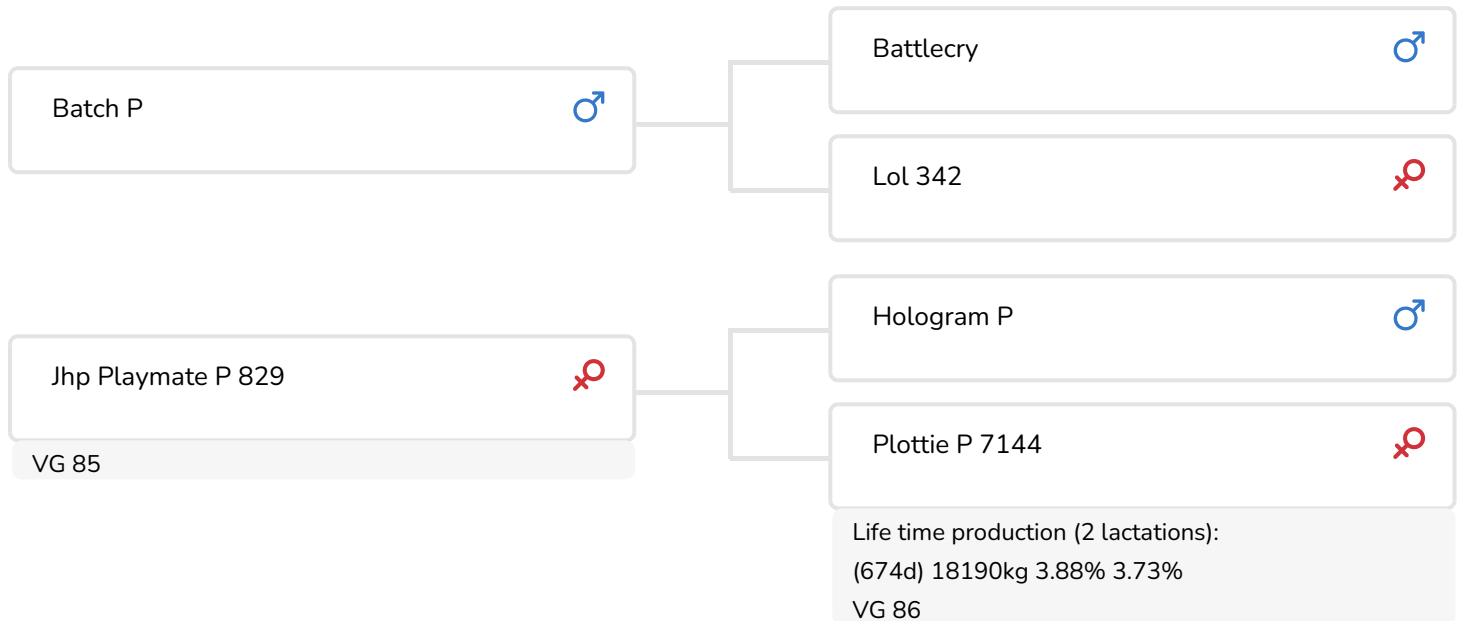 Batch P
Battlecry
Lol 342
Jhp Playmate P 829
VG 85
Hologram P
Plottie P 7144
Life time production (2 lactations):
(674d) 18190kg 3.88% 3.73%
VG 86